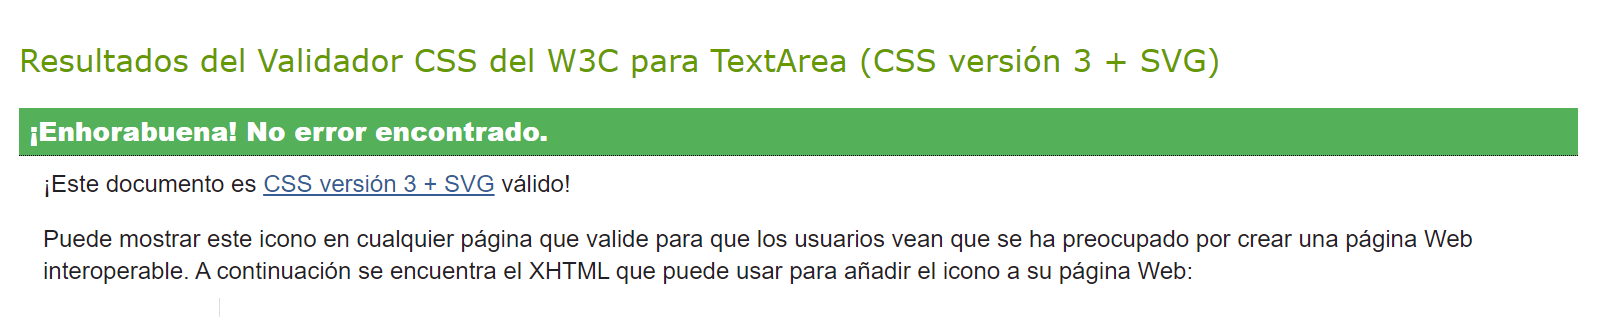 Resultados del Validador CSS del W3C para TextArea (CSS versión 3 + SVG)
¡Enhorabuena! No error encontrado.
¡Este documento es CSS versión 3 + SVG válido!
Puede mostrar este icono en cualquier página que valide para que los usuarios vean que se ha preocupado por crear una página Web
interoperable. A continuación se encuentra el XHTML que puede usar para añadir el icono a su página Web: